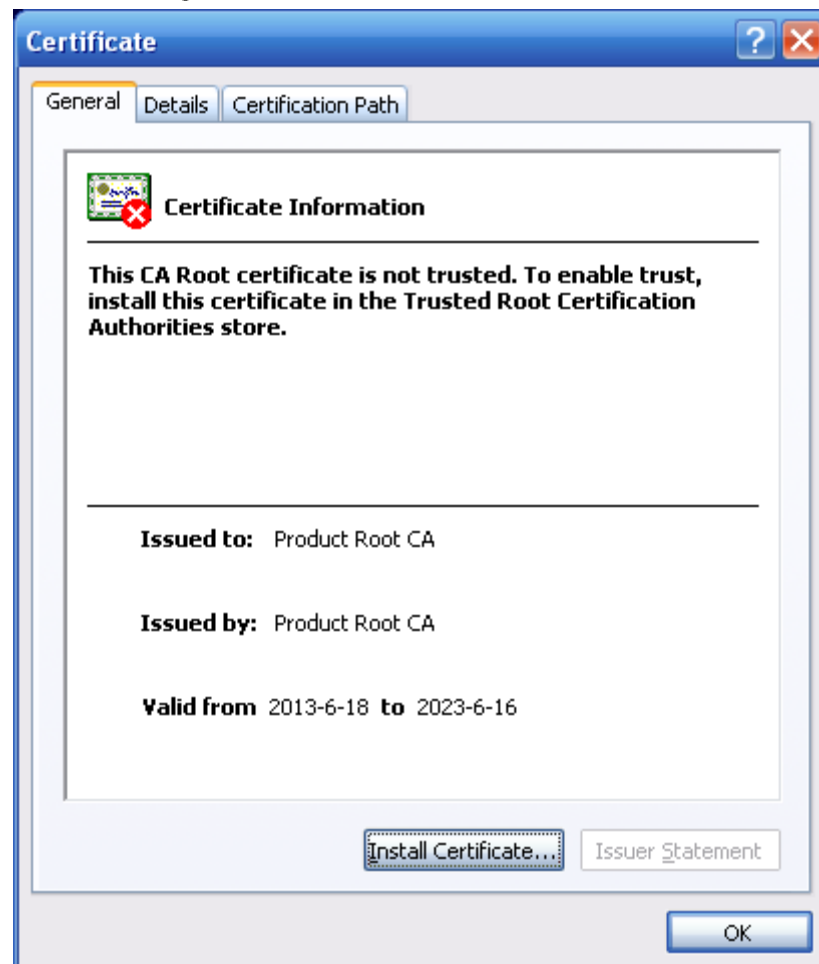 Certificate
General Details Certification Path
Certificate Information
This CA Root certificate is not trusted. To enable trust,
install this certificate in the Trusted Root Certification
Authorities store.
Issued to: Product Root CA
Issued by: Product Root CA
Valid from 2013-6-18 to 2023-6-16
Install Certificate... Issuer Statement
OK